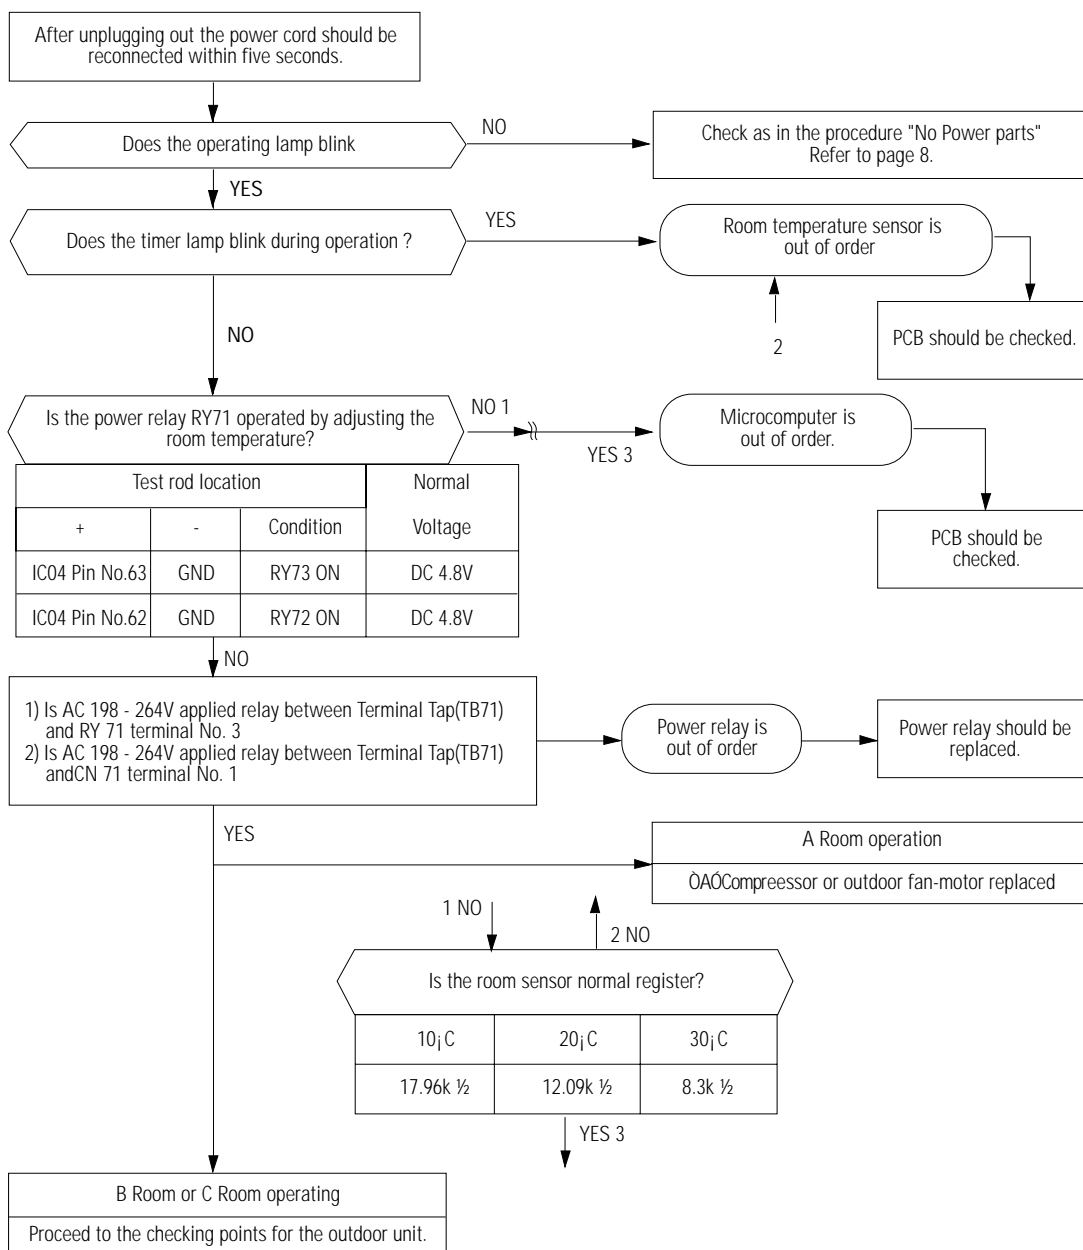 After unplugging out the power cord should be
reconnected within five seconds.
Does the operating lamp blink
NO
Check as in the procedure "No Power parts"
Refer to page 8.
YES
Does the timer lamp blink during operation ?
YES
Room temperature sensor is
out of order
2
PCB should be checked.
NO
Is the power relay RY71 operated by adjusting the
room temperature?
NO 1
YES 3
Microcomputer is
out of order.
PCB should be
checked.
Test rod location
Normal
+
-
Condition
Voltage
IC04 Pin No.63
GND
RY73 ON
DC 4.8V
IC04 Pin No.62
GND
RY72 ON
DC 4.8V
NO
1) Is AC 198 - 264V applied relay between Terminal Tap(TB71)
and RY 71 terminal No. 3
2) Is AC 198 - 264V applied relay between Terminal Tap(TB71)
andCN 71 terminal No. 1
Power relay is
out of order
Power relay should be
replaced.
YES
A Room operation
ÒAÓCompreessor or outdoor fan-motor replaced
1 NO
2 NO
Is the room sensor normal register?
10¡C
20¡C
30¡C
17.96k ½
12.09k ½
8.3k ½
YES 3
B Room or C Room operating
Proceed to the checking points for the outdoor unit.